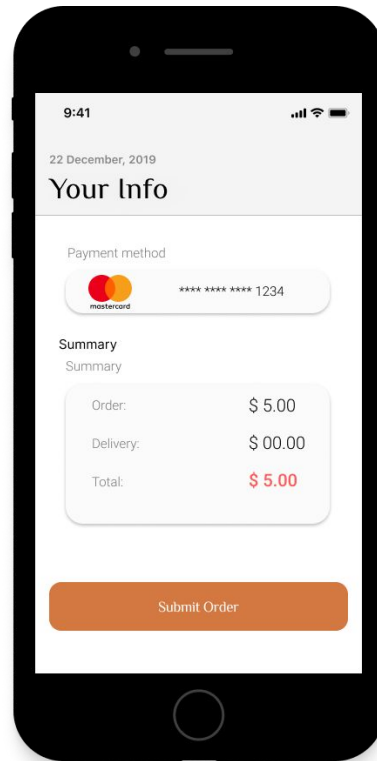 9:41
22 December, 2019
Your Info
Payment method
mastercard
**** **** **** 1234
Summary
Summary
Order: $ 5.00
Delivery: $ 00.00
Total: $ 5.00
Submit Order